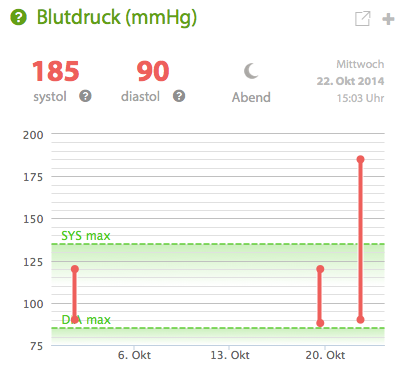 Blutdruck (mmHg)
185 90 Mittwoch
22. Okt 2014
systol ? diastol ? Abend 15:03 Uhr
200
175
150
SYS max
125
100
DIA max
75
6. Okt 13. Okt 20. Okt